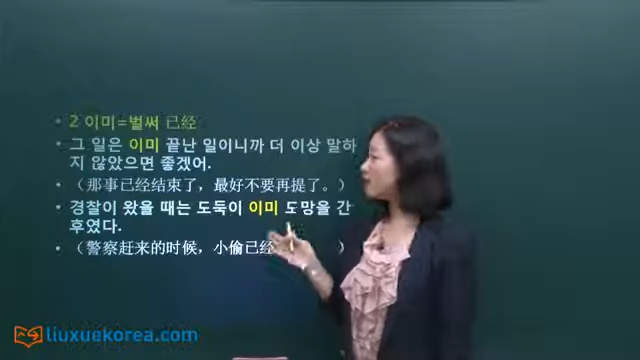 2 이미=벌써 已经
그 일은 이미 끝난 일이니까 더 이상 말하
지 않았으면 좋겠어.
(那事已经结束了，最好不要再提了。)
경찰이 왔을 때는 도둑이 이미 도망을 간
후였다.
(警察赶来的时候，小偷已经 )
liuxuekorea.com